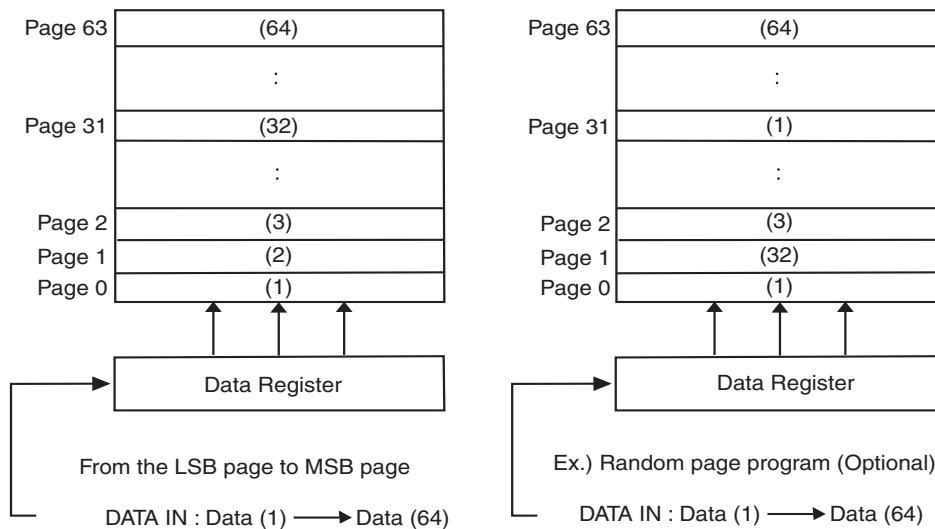 Page 63 (64)
:
Page 31 (32)
:
Page 2 (3)
Page 1 (2)
Page 0 (1)
Data Register
From the LSB page to MSB page
DATA IN : Data (1) → Data (64)
Page 63 (64)
:
Page 31 (1)
:
Page 2 (3)
Page 1 (32)
Page 0 (1)
Data Register
Ex.) Random page program (Optional)
DATA IN : Data (1) → Data (64)